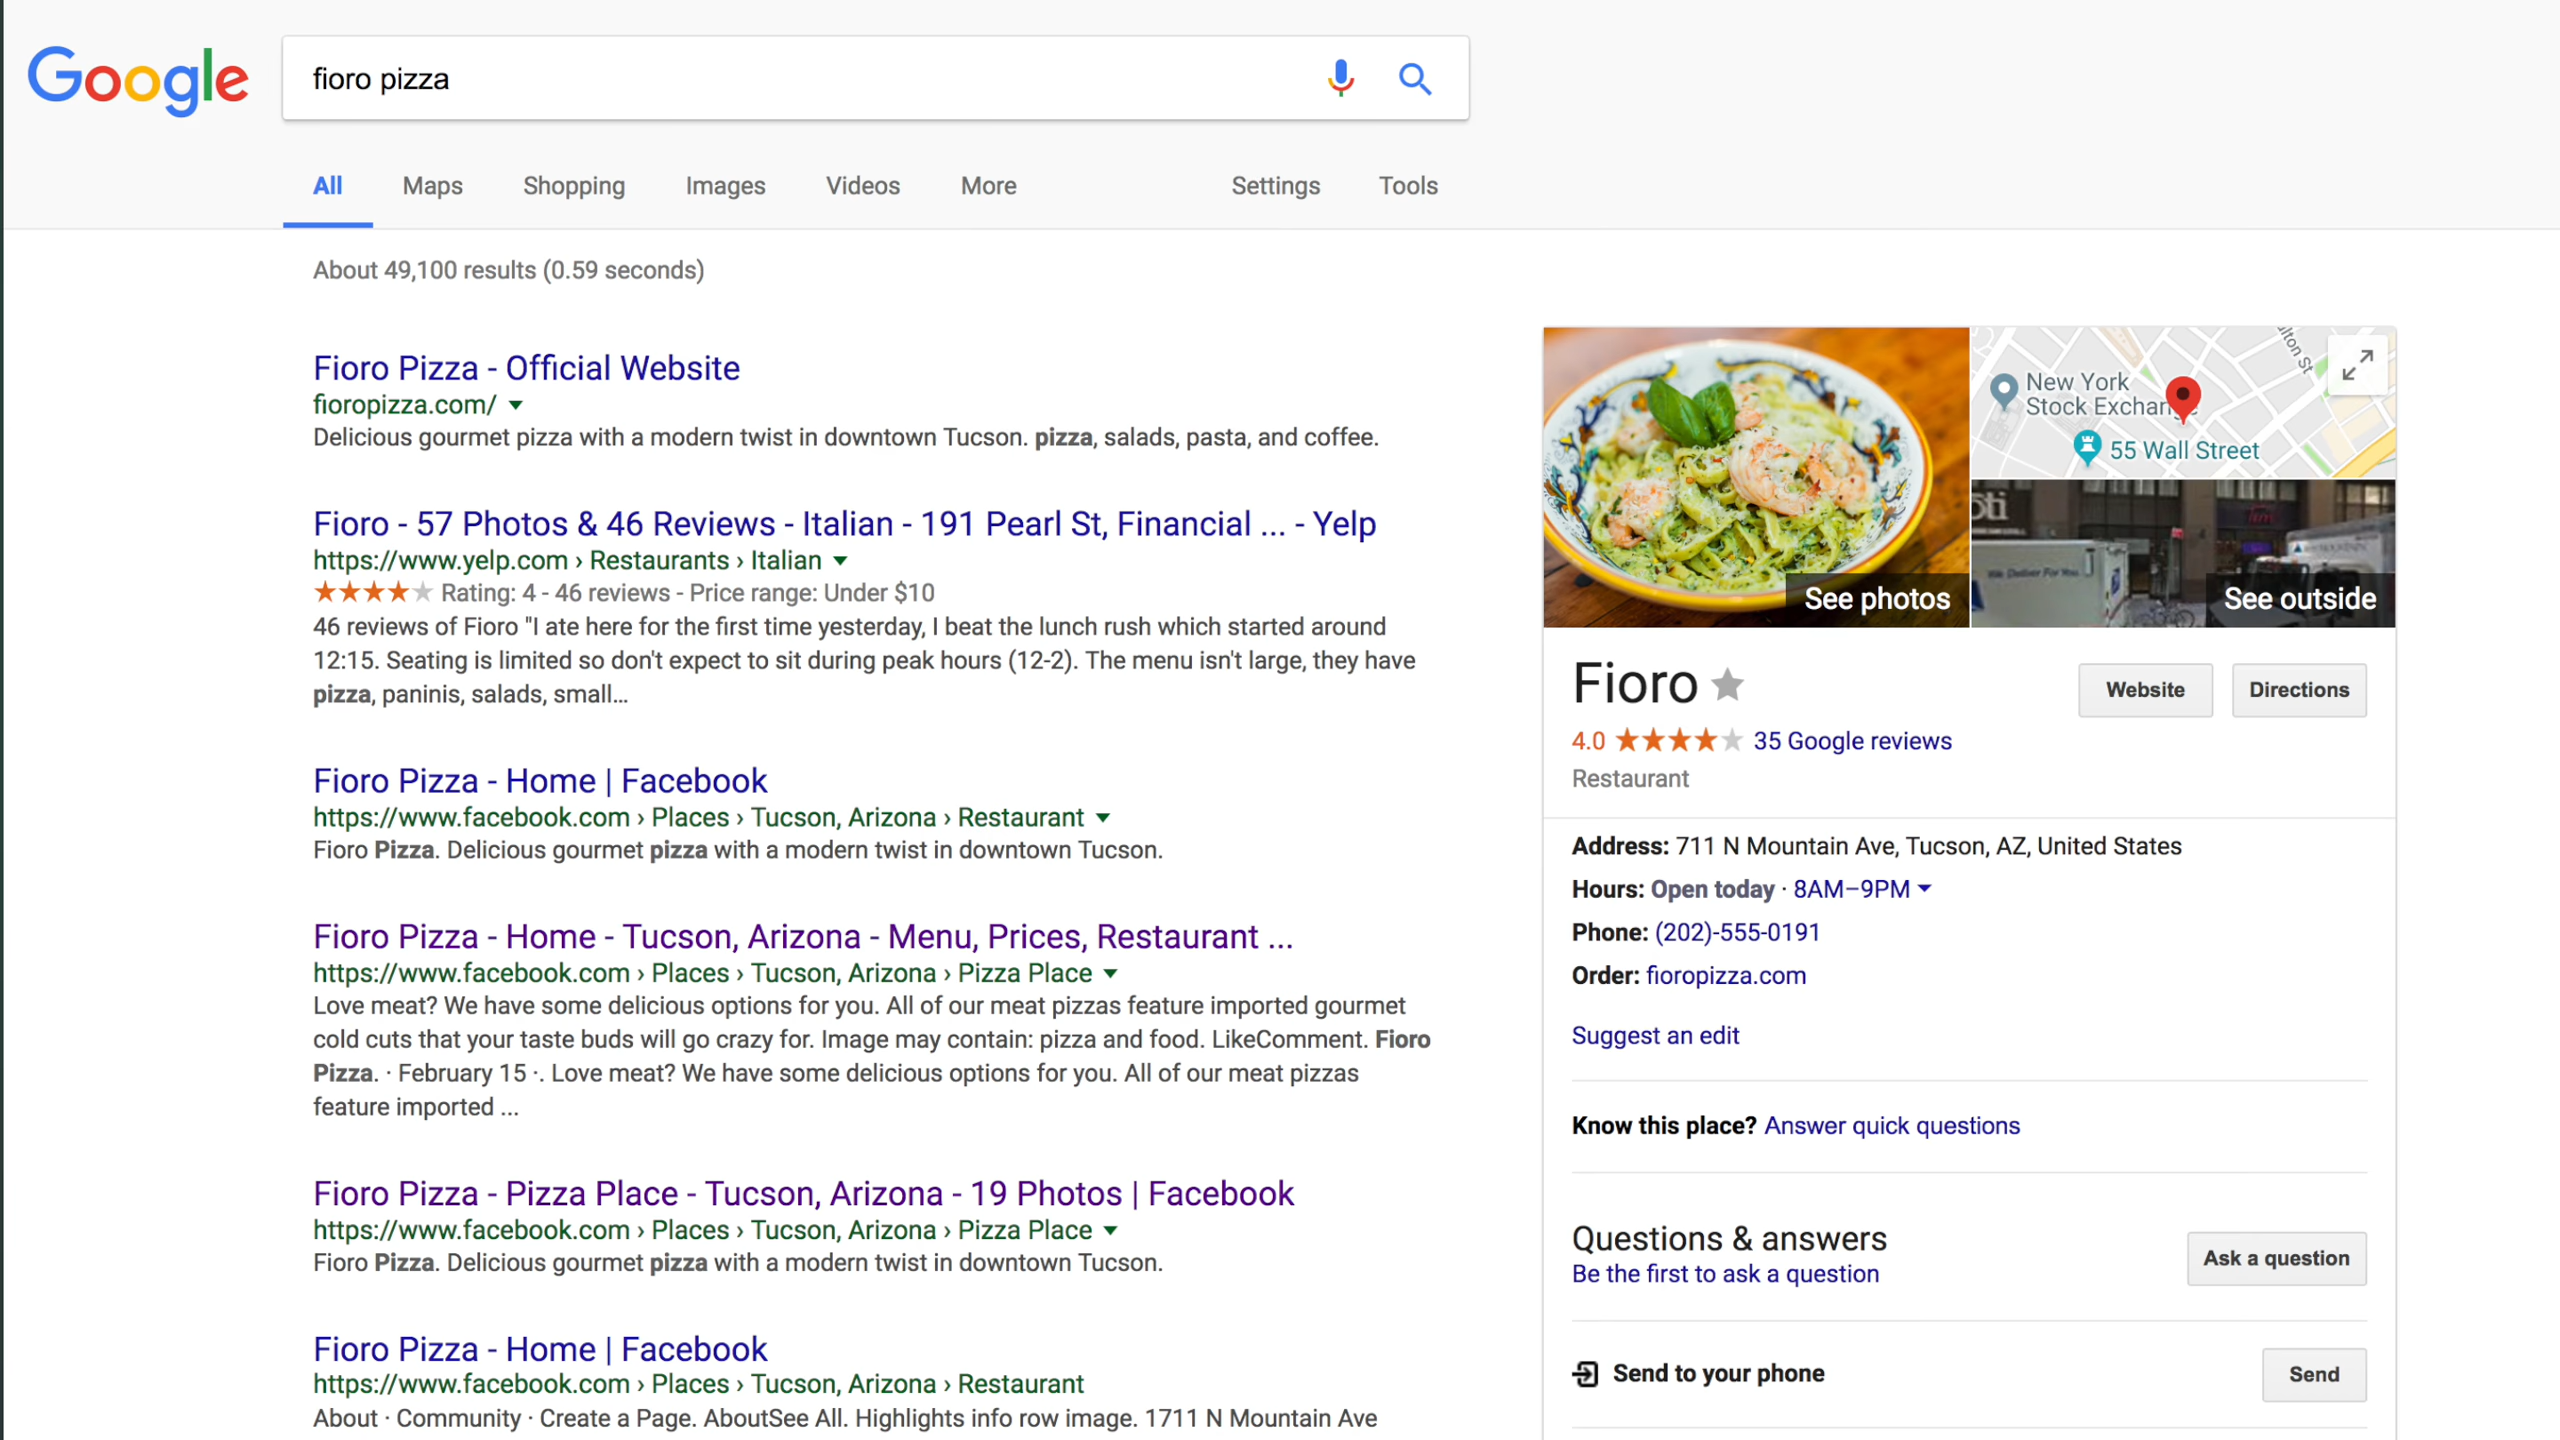 Google
fioro pizza
All Maps Shopping Images Videos More Settings Tools
About 49,100 results (0.59 seconds)
Fioro Pizza - Official Website
fioropizza.com/
Delicious gourmet pizza with a modern twist in downtown Tucson. pizza, salads, pasta, and coffee.
Fioro - 57 Photos & 46 Reviews - Italian - 191 Pearl St, Financial ... - Yelp
https://www.yelp.com › Restaurants › Italian
Rating: 4 - 46 reviews - Price range: Under $10
46 reviews of Fioro "I ate here for the first time yesterday, I beat the lunch rush which started around
12:15. Seating is limited so don't expect to sit during peak hours (12-2). The menu isn't large, they have
pizza, paninis, salads, small...
Fioro Pizza - Home | Facebook
https://www.facebook.com › Places › Tucson, Arizona › Restaurant
Fioro Pizza. Delicious gourmet pizza with a modern twist in downtown Tucson.
Fioro Pizza - Home - Tucson, Arizona - Menu, Prices, Restaurant ...
https://www.facebook.com › Places › Tucson, Arizona › Pizza Place
Love meat? We have some delicious options for you. All of our meat pizzas feature imported gourmet
cold cuts that your taste buds will go crazy for. Image may contain: pizza and food. LikeComment. Fioro
Pizza. · February 15 ·. Love meat? We have some delicious options for you. All of our meat pizzas
feature imported ...
Fioro Pizza - Pizza Place - Tucson, Arizona - 19 Photos | Facebook
https://www.facebook.com › Places › Tucson, Arizona › Pizza Place
Fioro Pizza. Delicious gourmet pizza with a modern twist in downtown Tucson.
Fioro Pizza - Home | Facebook
https://www.facebook.com › Places › Tucson, Arizona › Restaurant
About · Community · Create a Page. AboutSee All. Highlights info row image. 1711 N Mountain Ave
New York
Stock Exchang
55 Wall Street
lton St
See photos
We Deliver For You
See outside
Fioro
Website
Directions
4.0 35 Google reviews
Restaurant
Address: 711 N Mountain Ave, Tucson, AZ, United States
Hours: Open today · 8AM–9PM
Phone: (202)-555-0191
Order: fioropizza.com
Suggest an edit
Know this place? Answer quick questions
Questions & answers
Be the first to ask a question
Ask a question
Send to your phone
Send